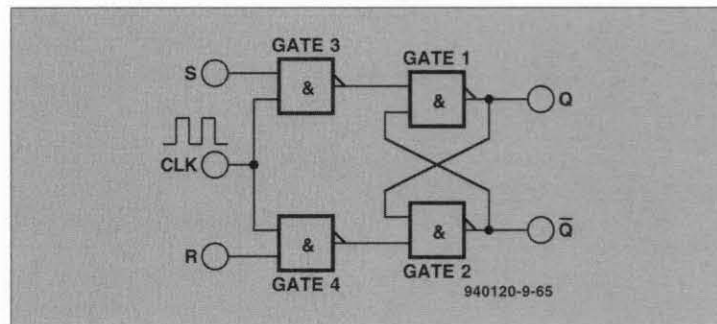 GATE 3
GATE 1
S
&
&
Q
CLK
R
&
&
Q̅
GATE 4
GATE 2
940120-9-65